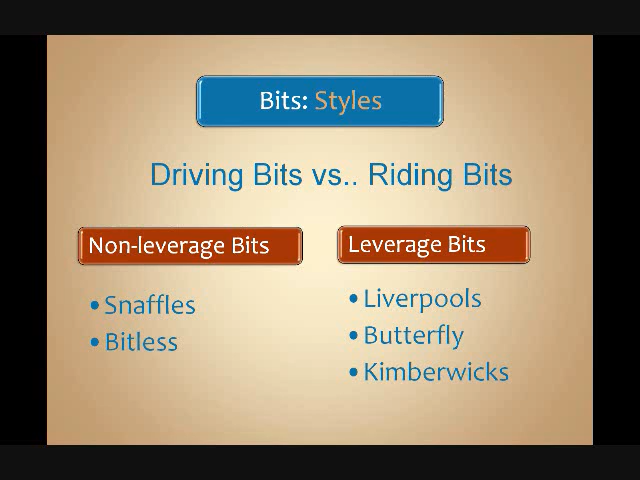 Bits: Styles
Driving Bits vs.. Riding Bits
Non-leverage Bits
• Snaffles
• Bitless
Leverage Bits
• Liverpools
• Butterfly
• Kimberwicks